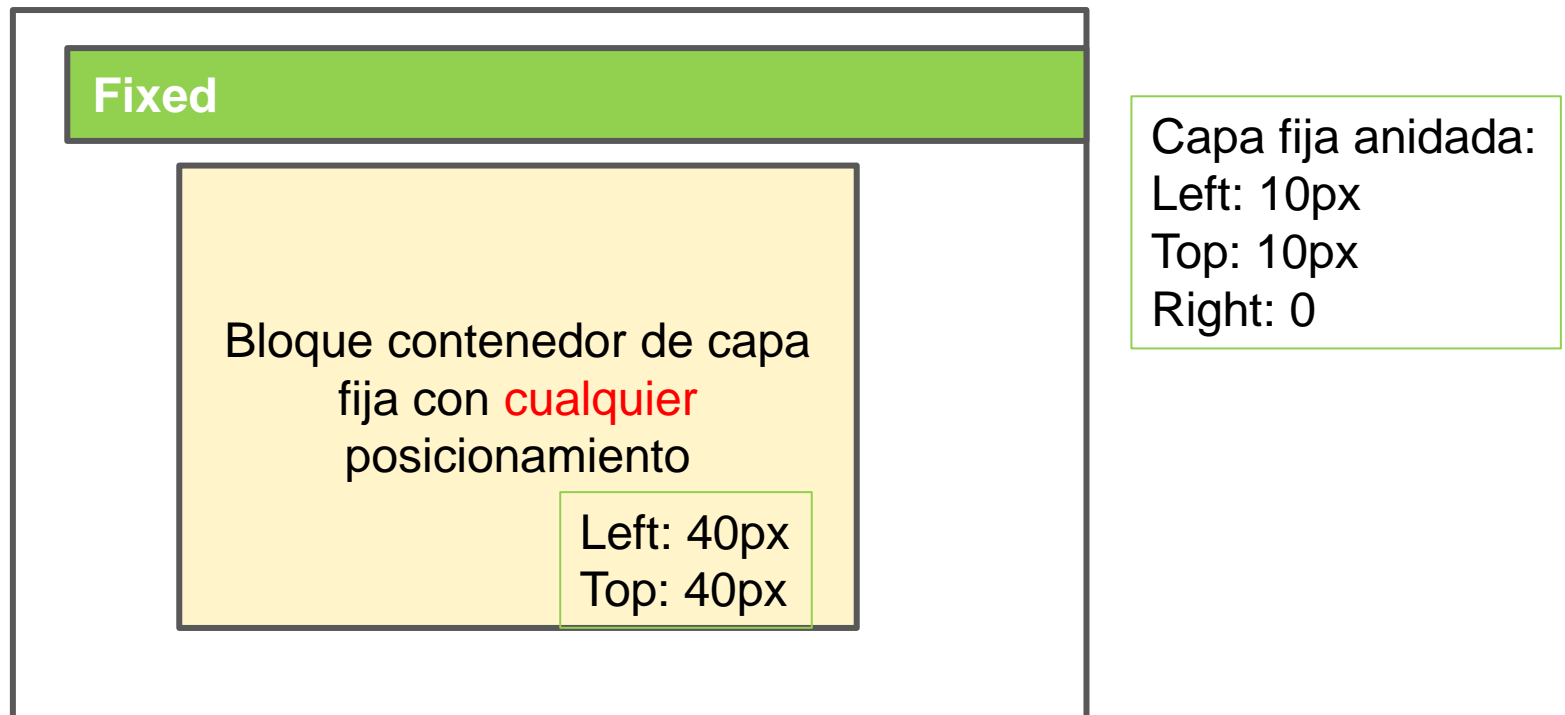 Fixed
Capa fija anidada:
Left: 10px
Top: 10px
Right: 0
Bloque contenedor de capa
fija con cualquier
posicionamiento
Left: 40px
Top: 40px